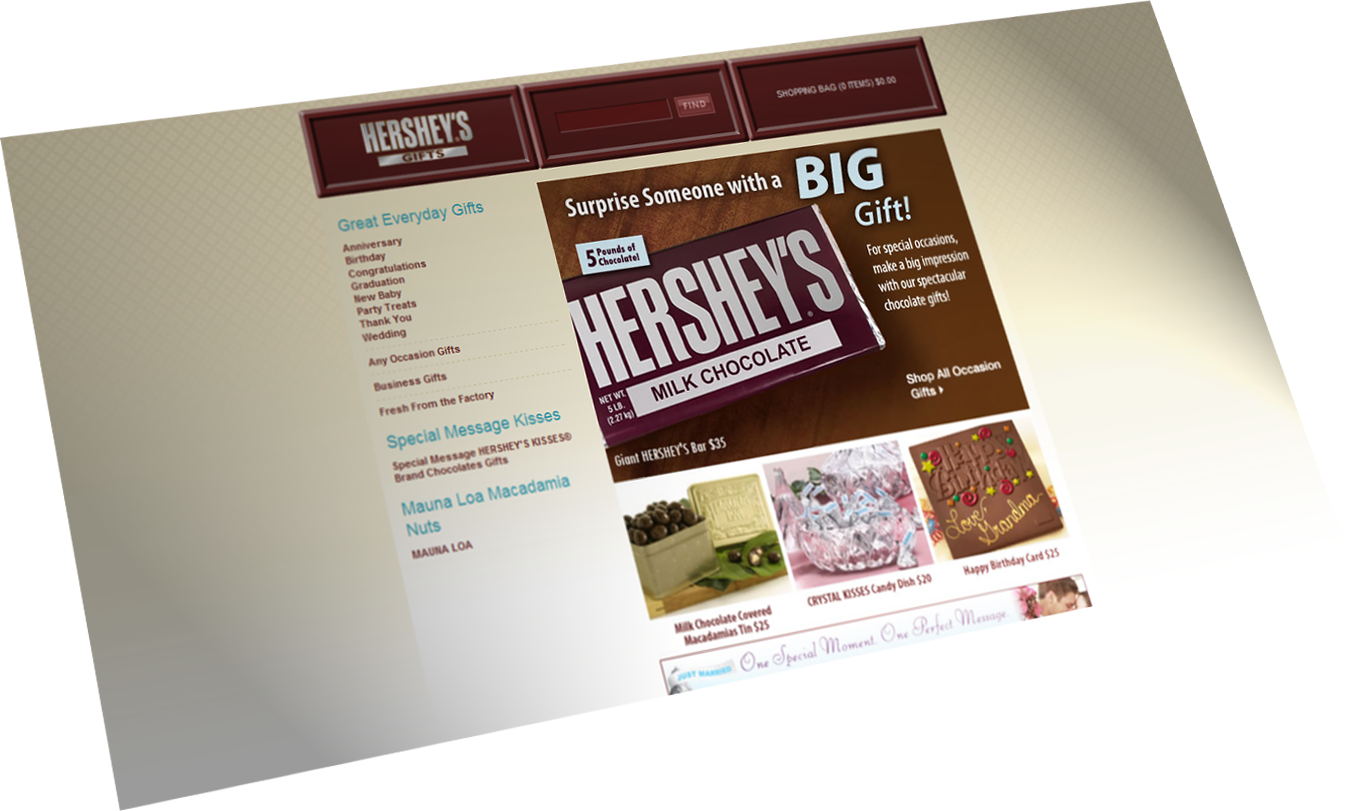 HERSHEY'S
GIFTS
FIND
SHOPPING BAG (0 ITEMS) $0.00
Great Everyday Gifts
Anniversary
Birthday
Congratulations
Graduation
New Baby
Party Treats
Thank You
Wedding
Any Occasion Gifts
Business Gifts
Fresh From the Factory
Special Message Kisses
Special Message HERSHEY'S KISSES®
Brand Chocolates Gifts
Mauna Loa Macadamia
Nuts
MAUNA LOA
Surprise Someone with a BIG
Gift!
5 Pounds of
Chocolate!
For special occasions,
make a big impression
with our spectacular
chocolate gifts!
HERSHEY'S
MILK CHOCOLATE
NET WT.
5 LB.
(2.27 kg)
Shop All Occasion
Gifts
Giant HERSHEY'S Bar $35
HAPPY
BIRTHDAY
Love,
Grandma
Milk Chocolate Covered
Macadamias Tin $25
CRYSTAL KISSES Candy Dish $20
Happy Birthday Card $25
JUST MARRIED
One Special Moment. One Perfect Message.